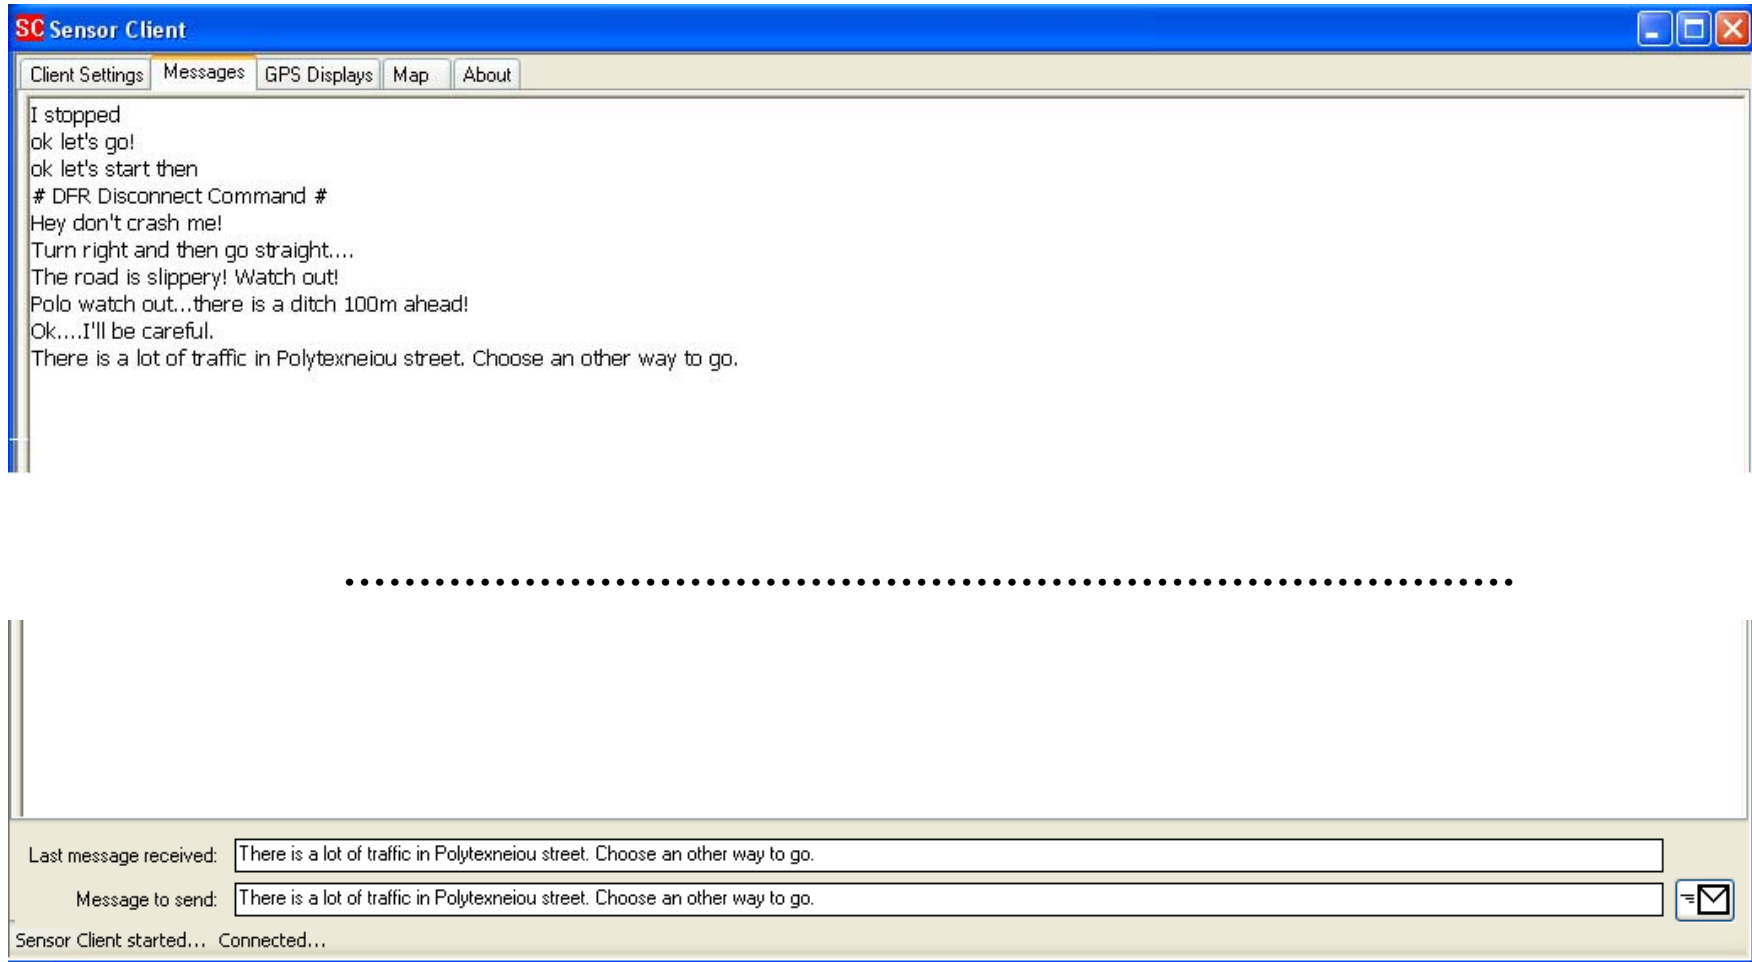 SC Sensor Client
Client Settings Messages GPS Displays Map About
I stopped
ok let's go!
ok let's start then
# DFR Disconnect Command #
Hey don't crash me!
Turn right and then go straight....
The road is slippery! Watch out!
Polo watch out...there is a ditch 100m ahead!
Ok....I'll be careful.
There is a lot of traffic in Polytexneiou street. Choose an other way to go.
Last message received: There is a lot of traffic in Polytexneiou street. Choose an other way to go.
Message to send: There is a lot of traffic in Polytexneiou street. Choose an other way to go.
Sensor Client started... Connected...